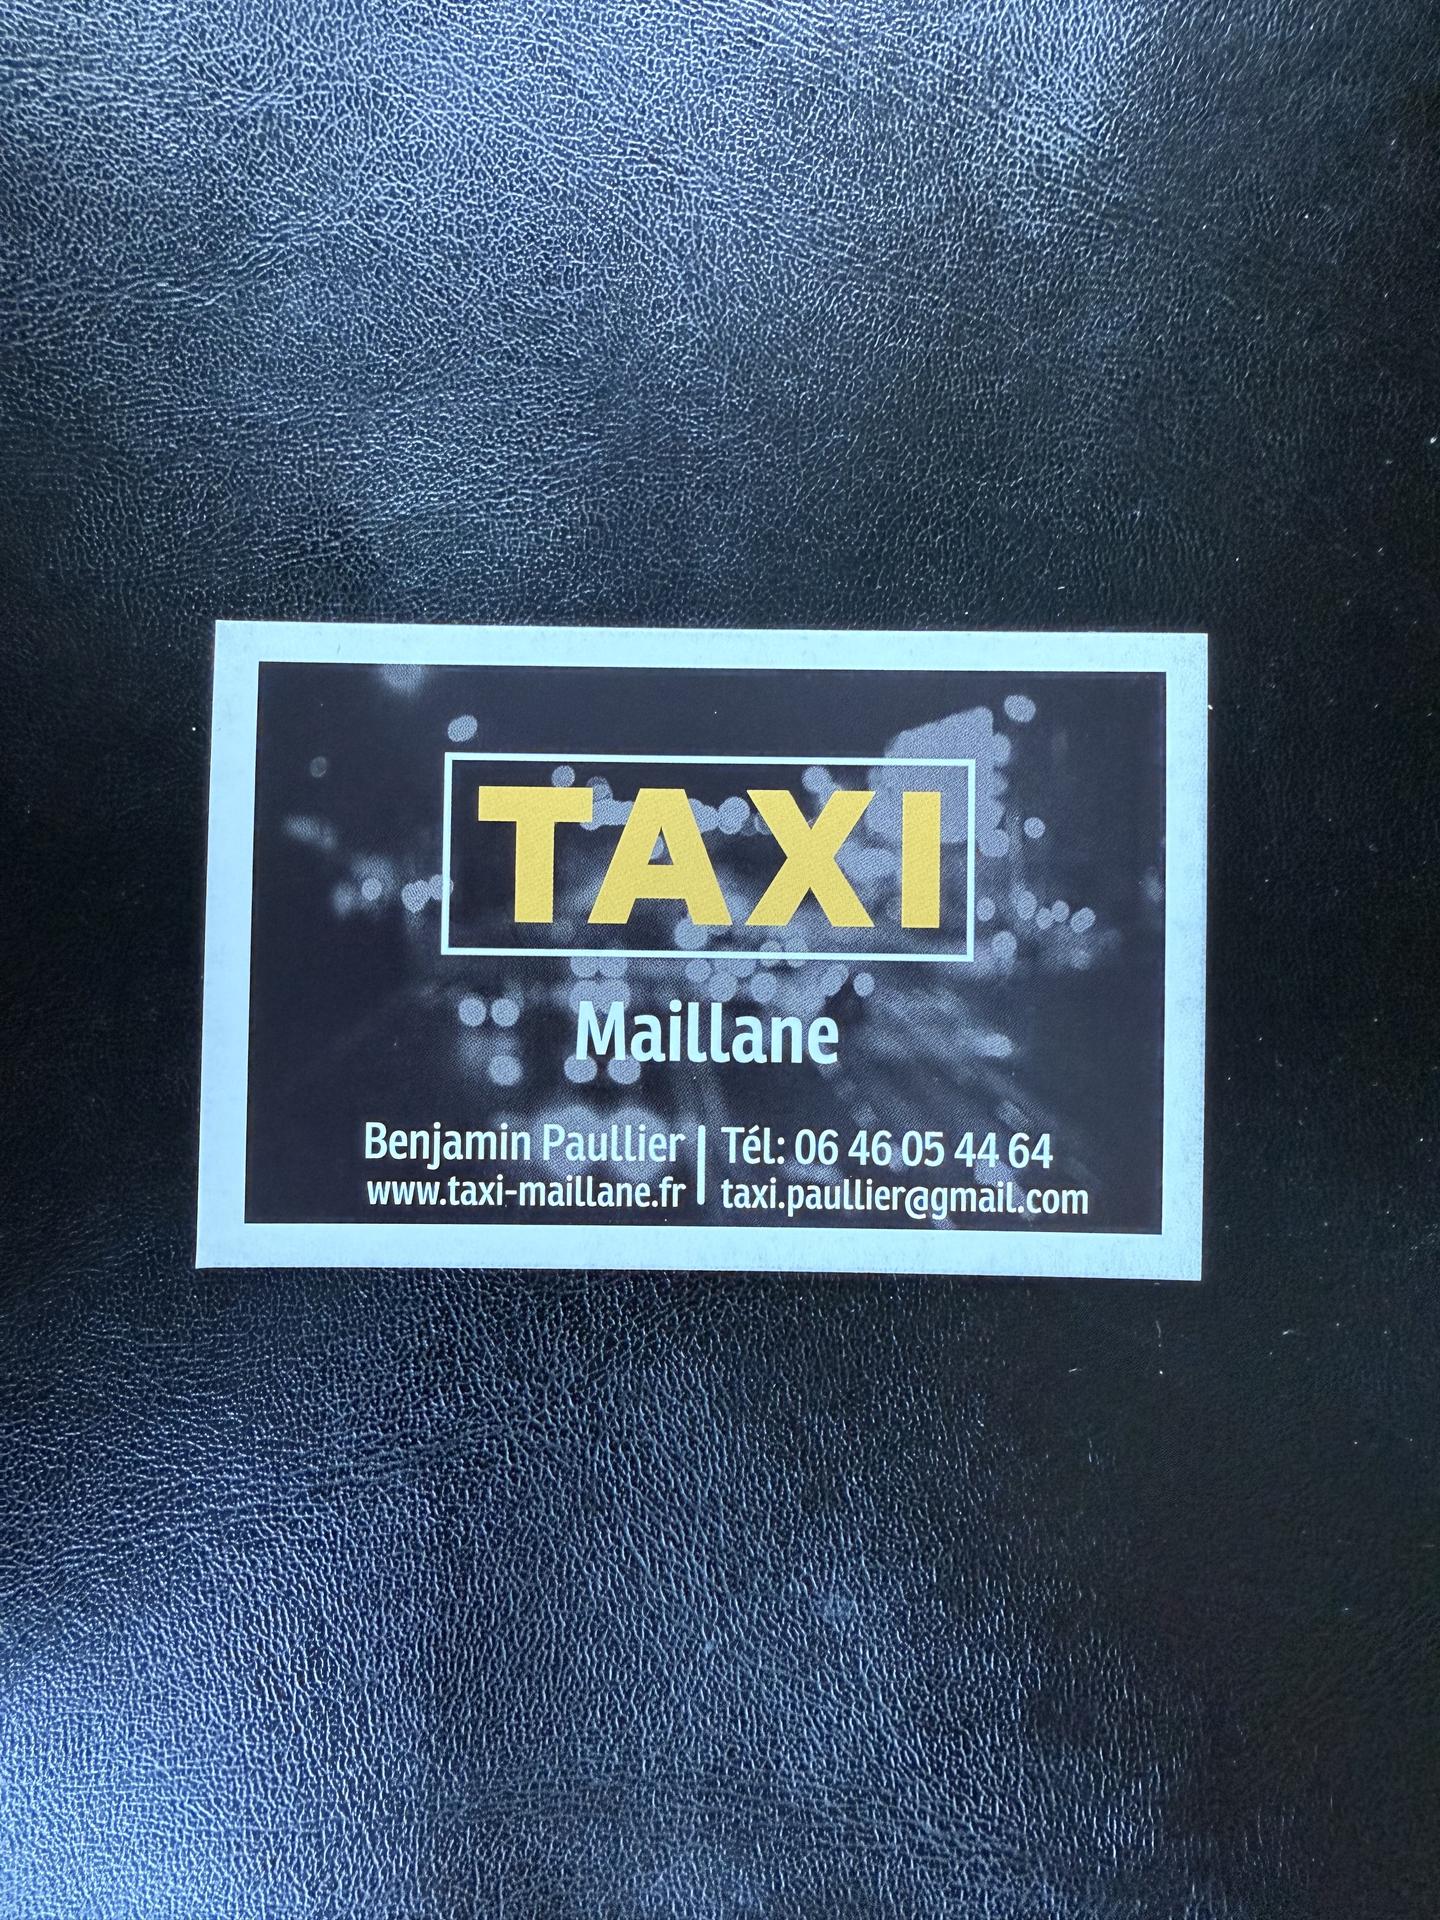 TAXI
Maillane
Benjamin Paullier | Tél: 06 46 05 44 64
www.taxi-maillane.fr | taxi.paullier@gmail.com